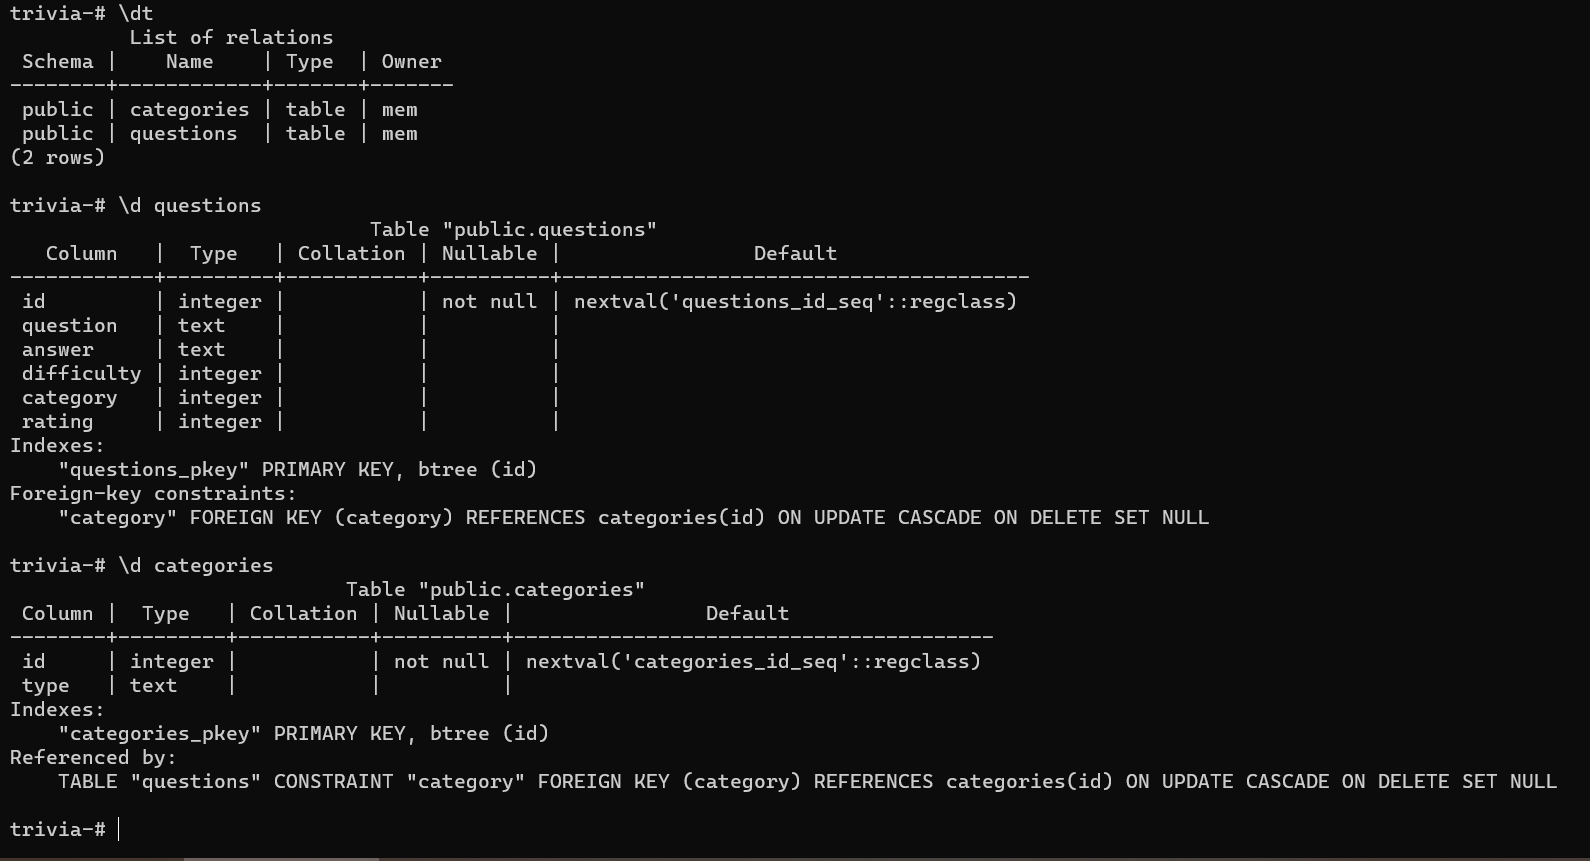 trivia-# \dt
          List of relations
 Schema |    Name    | Type  | Owner
--------+------------+-------+-------
 public | categories | table | mem
 public | questions  | table | mem
(2 rows)

trivia-# \d questions
                              Table "public.questions"
   Column   |  Type   | Collation | Nullable |                Default
------------+---------+-----------+----------+---------------------------------------
 id         | integer |           | not null | nextval('questions_id_seq'::regclass)
 question   | text    |           |          |
 answer     | text    |           |          |
 difficulty | integer |           |          |
 category   | integer |           |          |
 rating     | integer |           |          |
Indexes:
    "questions_pkey" PRIMARY KEY, btree (id)
Foreign-key constraints:
    "category" FOREIGN KEY (category) REFERENCES categories(id) ON UPDATE CASCADE ON DELETE SET NULL

trivia-# \d categories
                            Table "public.categories"
 Column |  Type   | Collation | Nullable |                Default
--------+---------+-----------+----------+----------------------------------------
 id     | integer |           | not null | nextval('categories_id_seq'::regclass)
 type   | text    |           |          |
Indexes:
    "categories_pkey" PRIMARY KEY, btree (id)
Referenced by:
    TABLE "questions" CONSTRAINT "category" FOREIGN KEY (category) REFERENCES categories(id) ON UPDATE CASCADE ON DELETE SET NULL

trivia-#